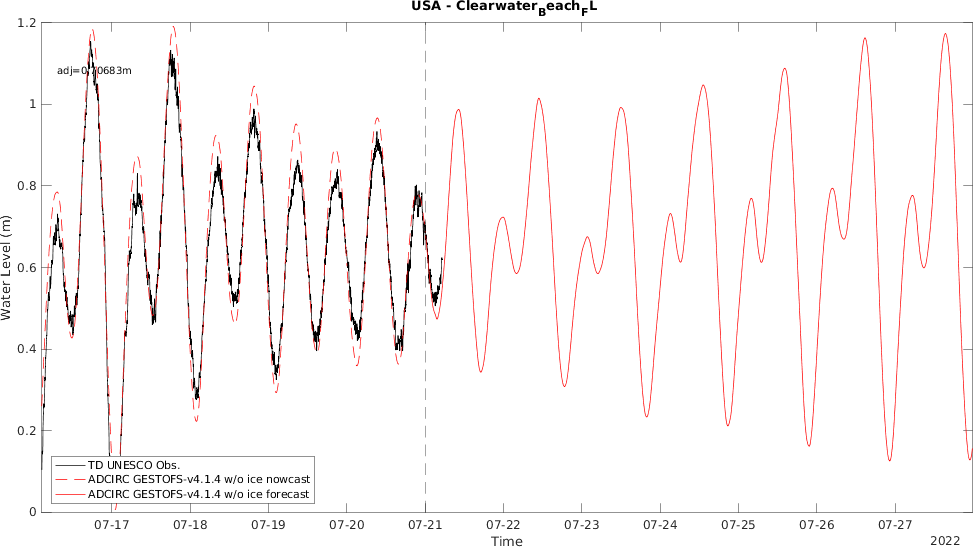 USA - Clearwater_Beach_FL
1.2
adj=0.70683m
1
0.8
0.6
0.4
0.2
0
Water Level (m)
TD UNESCO Obs.
ADCIRC GESTOFS-v4.1.4 w/o ice nowcast
ADCIRC GESTOFS-v4.1.4 w/o ice forecast
07-17 07-18 07-19 07-20 07-21 07-22 07-23 07-24 07-25 07-26 07-27
Time
2022